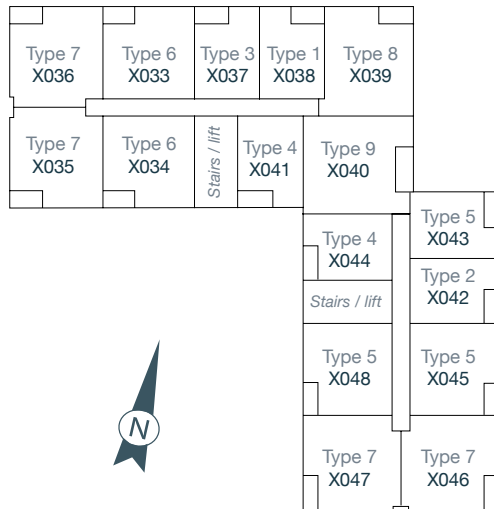 Type 7
X036
Type 6
X033
Type 3
X037
Type 1
X038
Type 8
X039
Type 7
X035
Type 6
X034
Stairs / lift
Type 4
X041
Type 9
X040
Type 5
X043
Type 4
X044
Type 2
X042
Stairs / lift
Type 5
X048
Type 5
X045
Type 7
X047
Type 7
X046
N